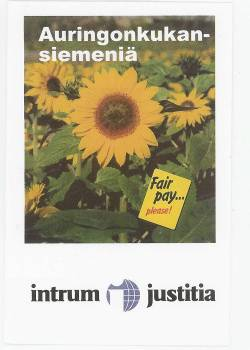 Auringonkukan-
siemeniä
Fair
pay...
please!
intrum justitia